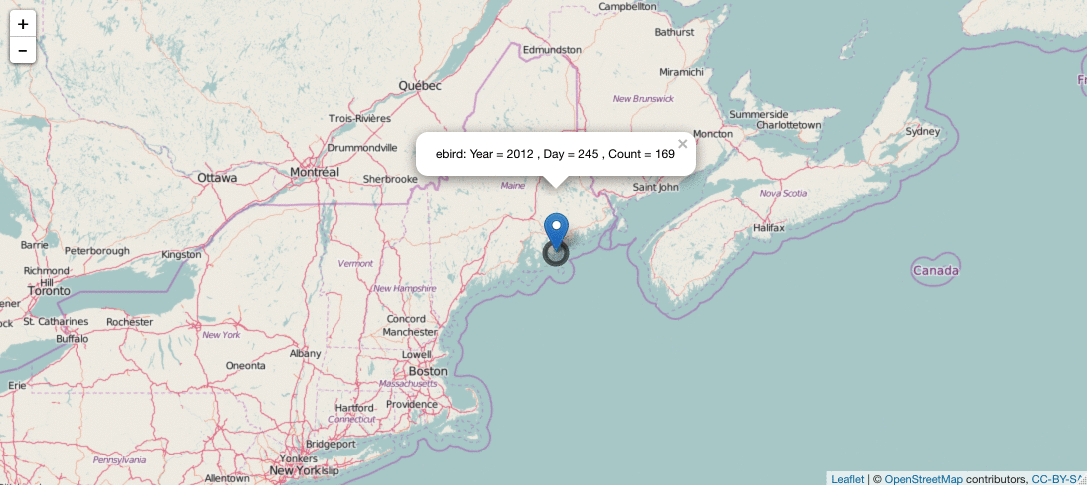 Campbellton
+
Bathurst
Edmundston
−
Miramichi
Québec
New Brunswick
Trois-Rivières
Summerside
Charlottetown
Moncton
Sydney
Drummondville
ebird: Year = 2012 , Day = 245 , Count = 169
×
Montréal
Ottawa
Sherbrooke
Maine
Saint John
Nova Scotia
Halifax
Barrie
Peterborough
Kingston
Vermont
Richmond
Hill
Canada
Toronto
New Hampshire
St. Catharines
Rochester
Concord
Manchester
Buffalo
New York
Albany
Lowell
Oneonta
Boston
Erie
Massachusetts
Hartford
Providence
Connecticut
Bridgeport
Pennsylvania
Yonkers
New York
Islip
Allentown
Leaflet | © OpenStreetMap contributors, CC-BY-SA